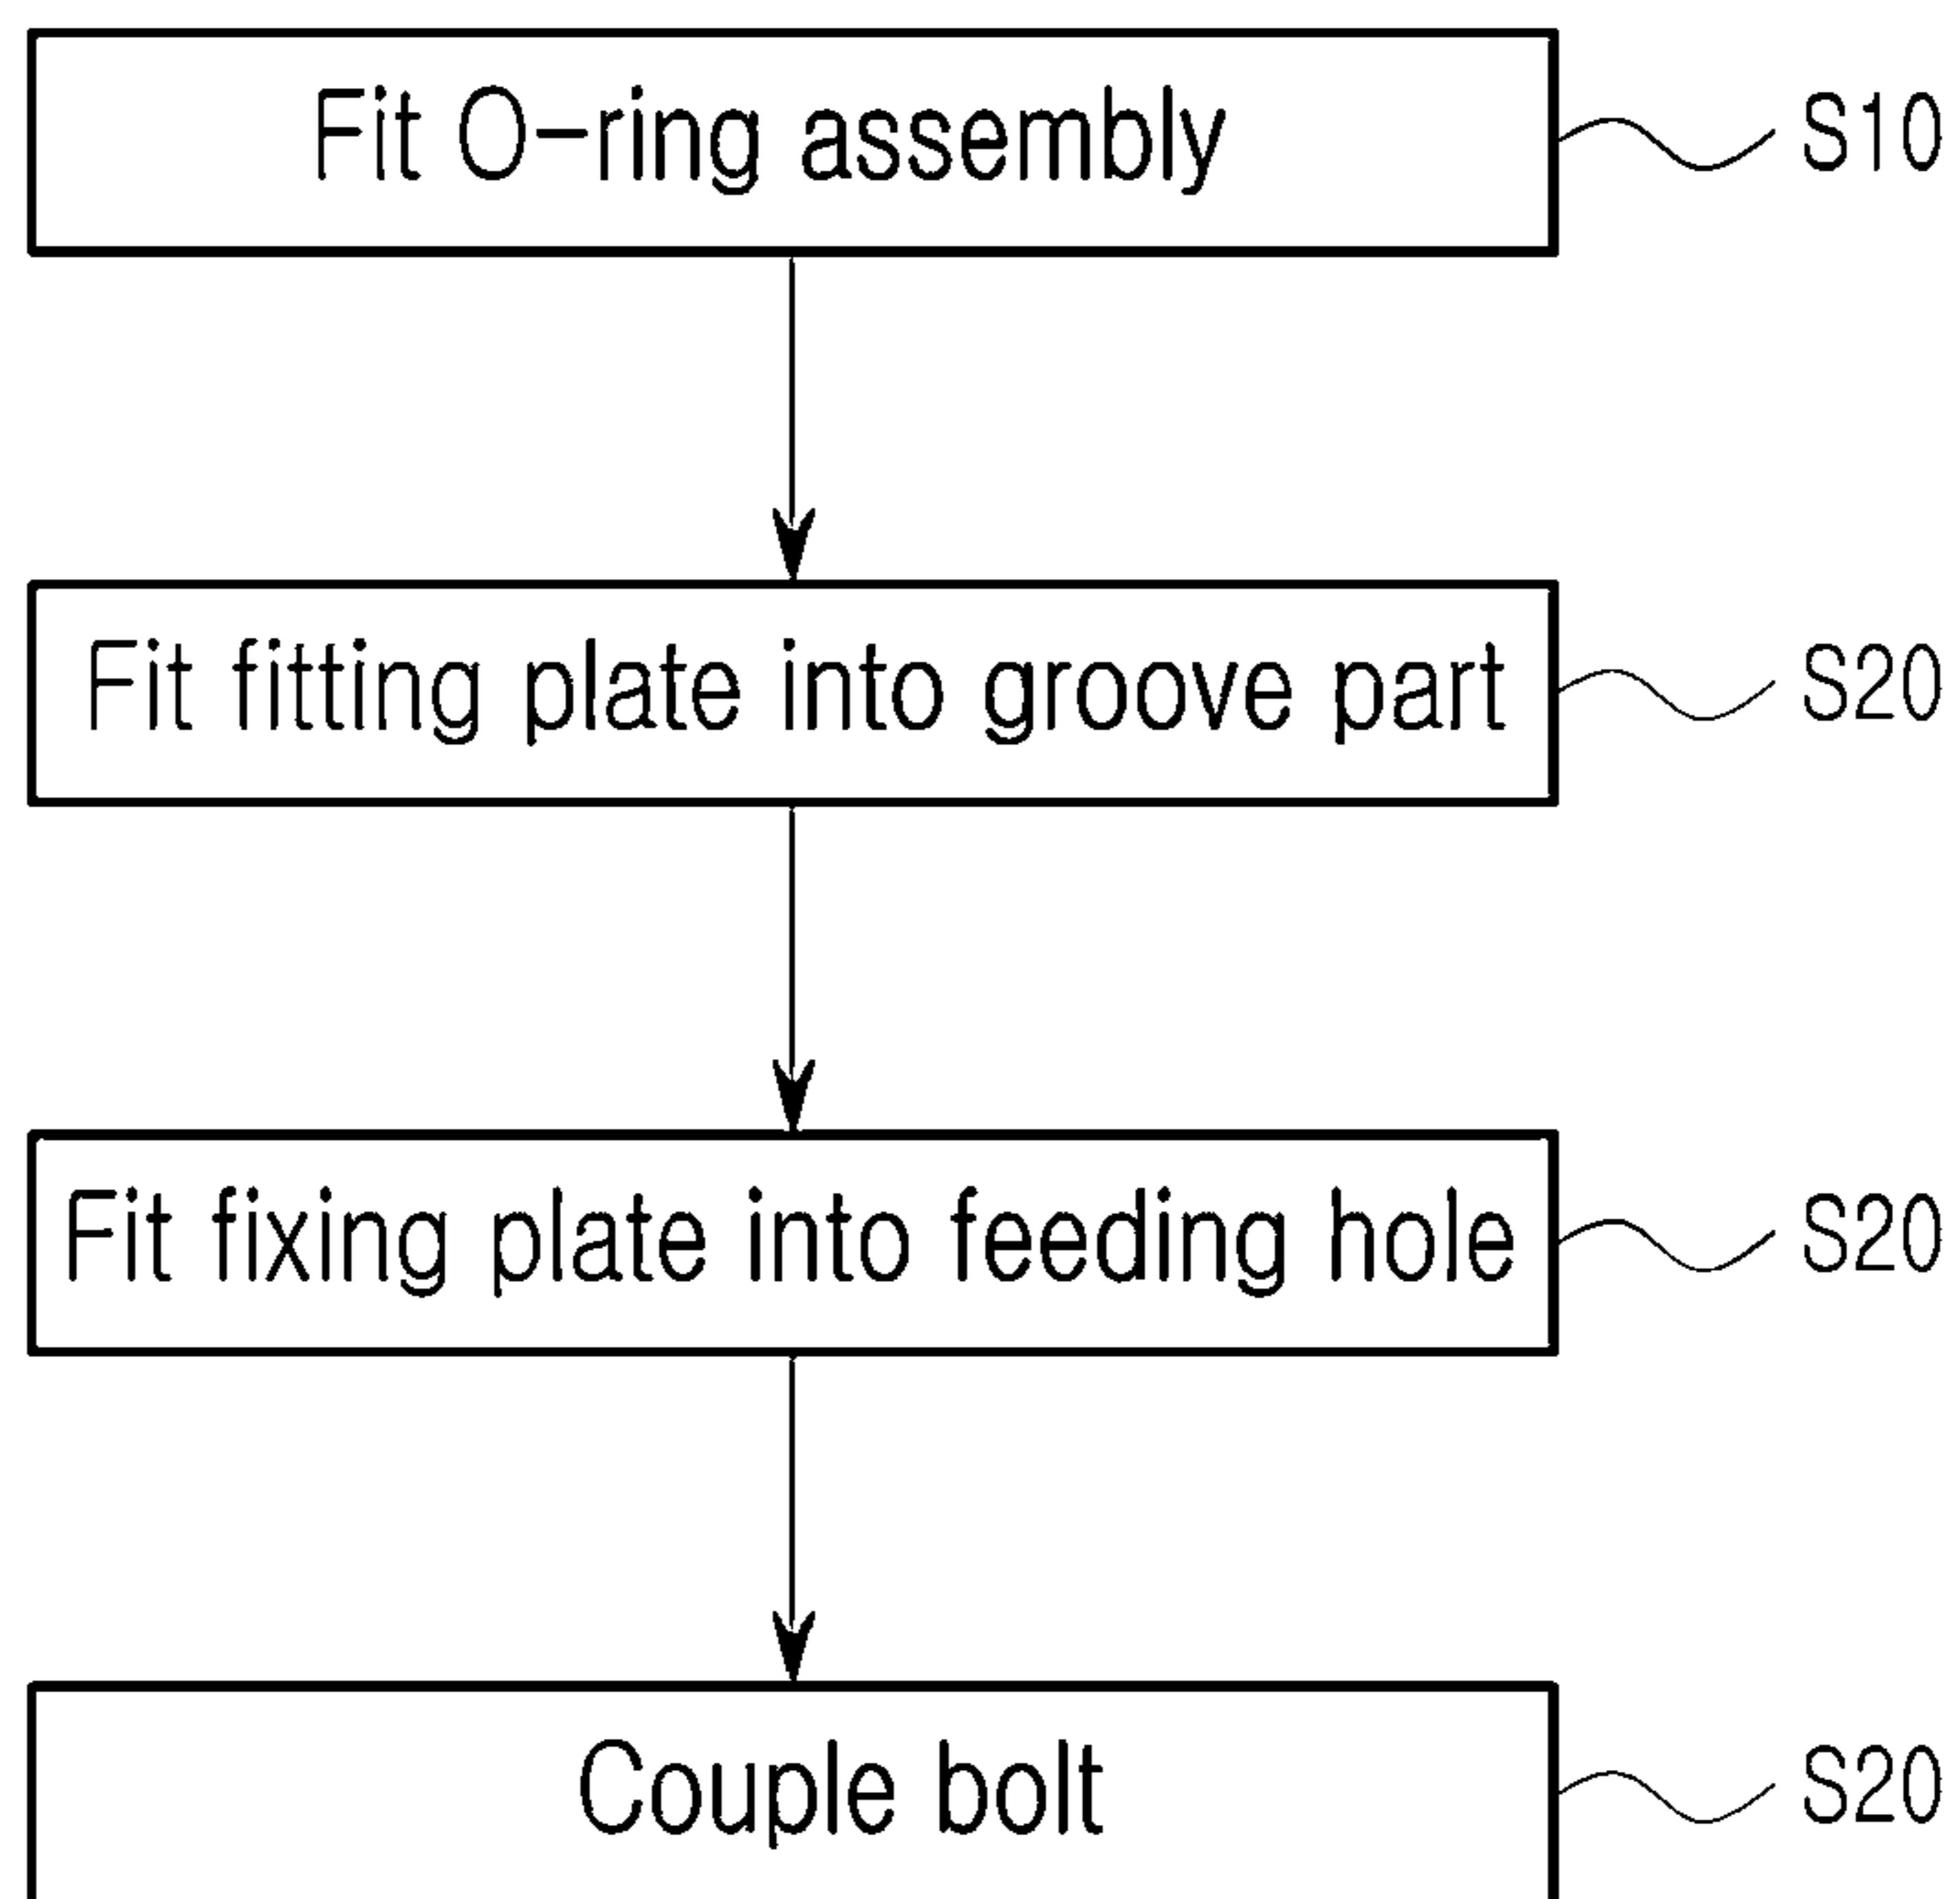 Fit O-ring assembly
S10
Fit fitting plate into groove part
S20
Fit fixing plate into feeding hole
S20
Couple bolt
S20